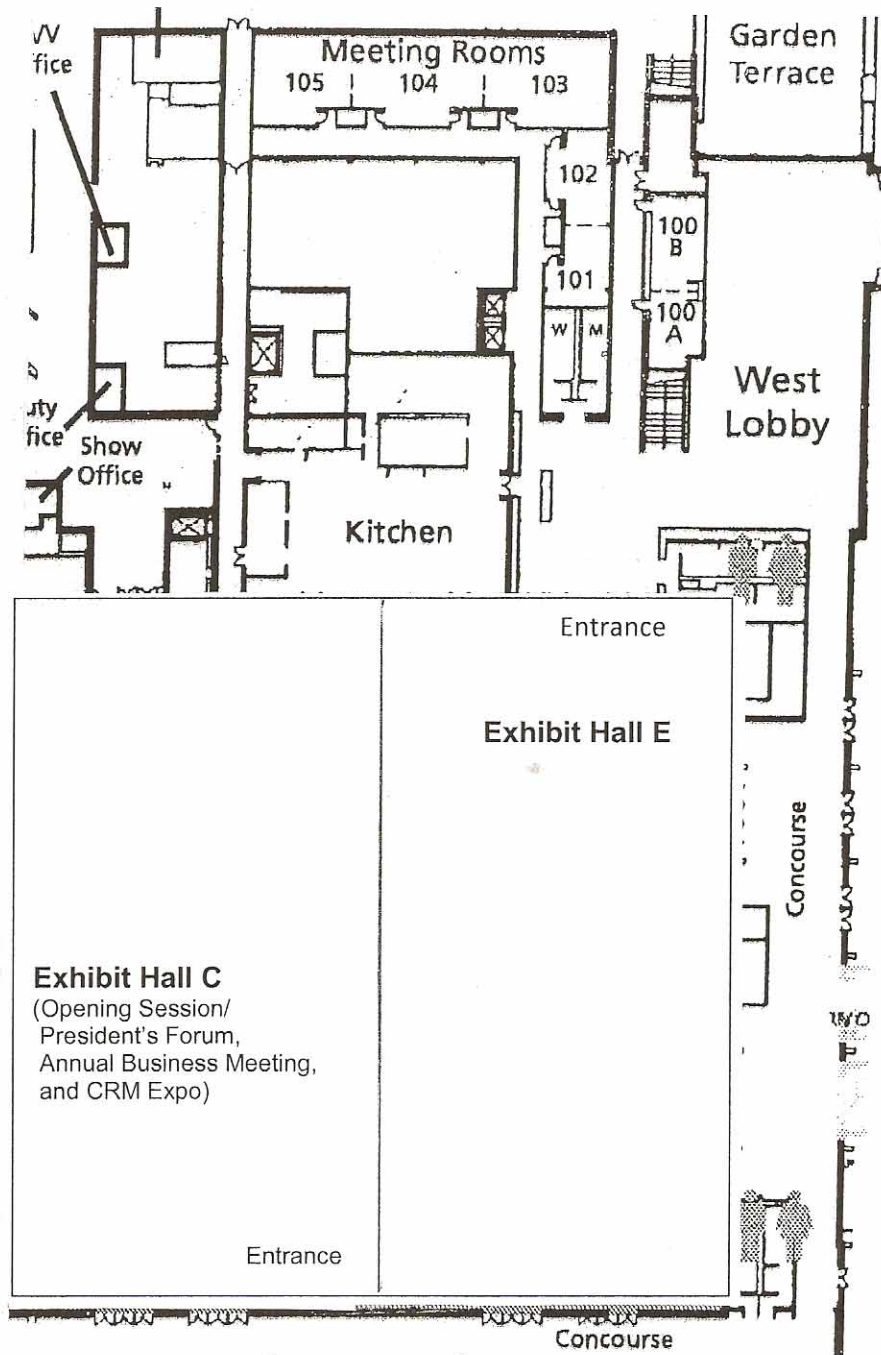 Meeting Rooms
105 104 103
Garden
Terrace
102
100
B
101
100
A
W M
West
Lobby
Show
Office
Kitchen
Entrance
Exhibit Hall E
Concourse
Exhibit Hall C
(Opening Session/
President's Forum,
Annual Business Meeting,
and CRM Expo)
Entrance
Concourse